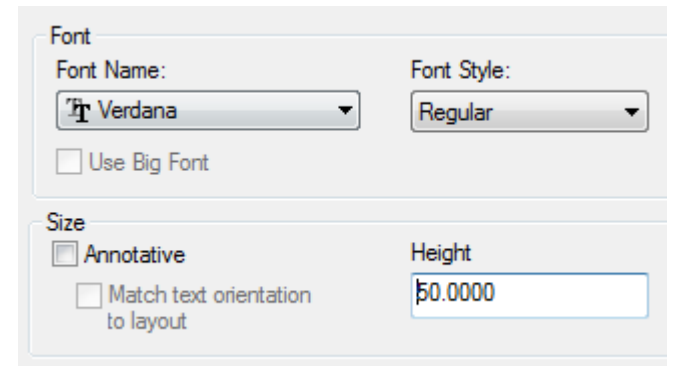 Font
Font Name: Font Style:
Verdana Regular
Use Big Font
Size
Annotative Height
Match text orientation 50.0000
to layout